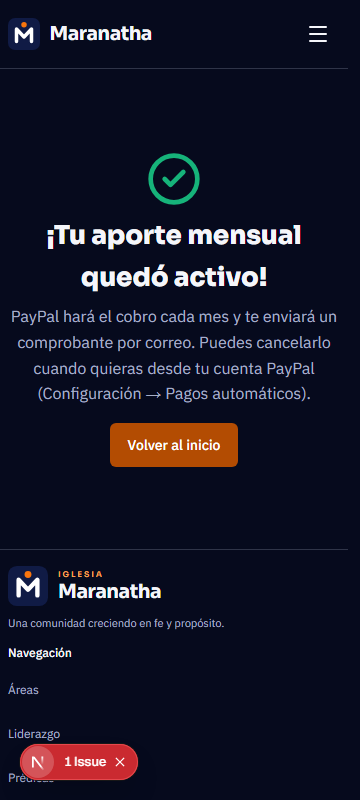 Maranatha
¡Tu aporte mensual
quedó activo!
PayPal hará el cobro cada mes y te enviará un
comprobante por correo. Puedes cancelarlo
cuando quieras desde tu cuenta PayPal
(Configuración → Pagos automáticos).
Volver al inicio
IGLESIA
Maranatha
Una comunidad creciendo en fe y propósito.
Navegación
Áreas
Liderazgo
N 1 Issue